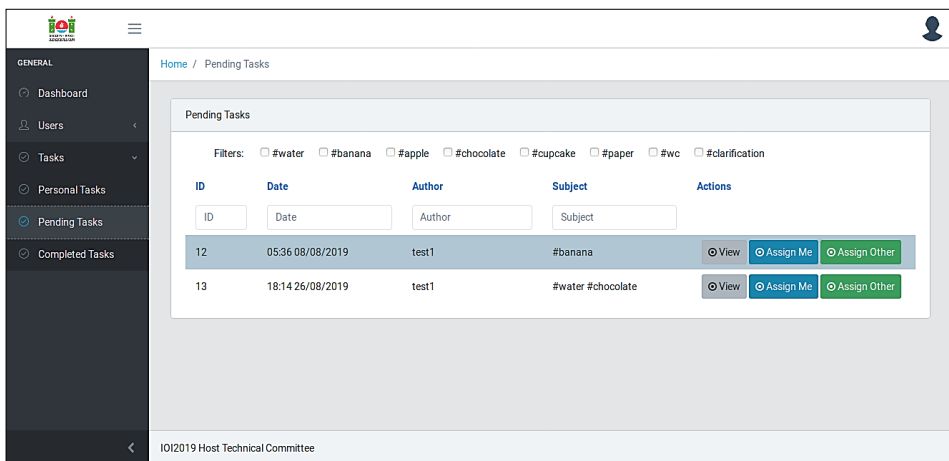 GENERAL
Dashboard
Users
Tasks
Personal Tasks
Pending Tasks
Completed Tasks
Home / Pending Tasks
Pending Tasks
Filters: #water #banana #apple #chocolate #cupcake #paper #wc #clarification
ID Date Author Subject Actions
ID Date Author Subject
12 05:36 08/08/2019 test1 #banana View Assign Me Assign Other
13 18:14 26/08/2019 test1 #water #chocolate View Assign Me Assign Other
IOI2019 Host Technical Committee